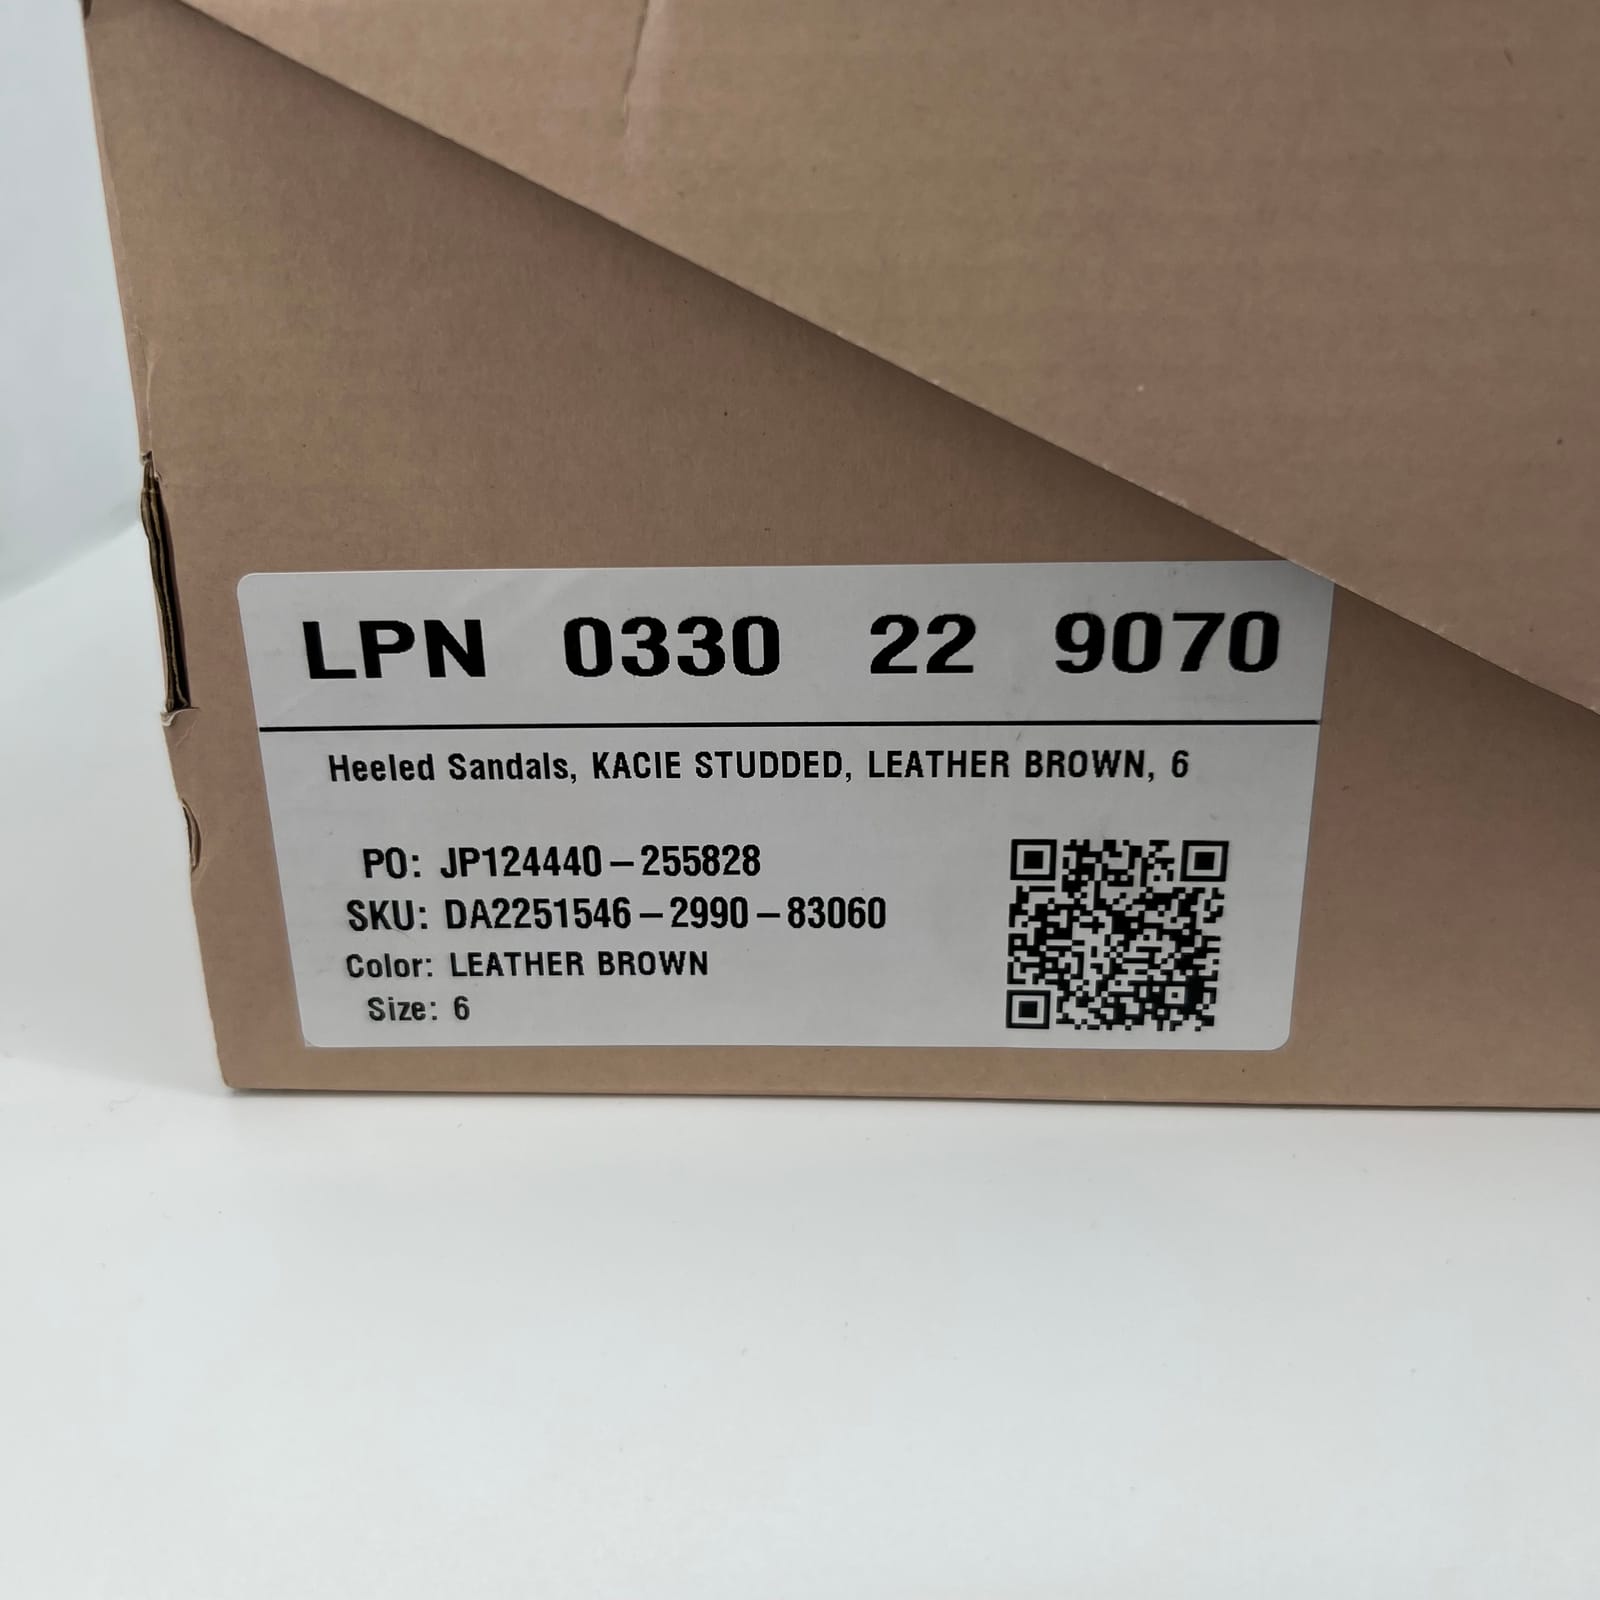 LPN 0330 22 9070
Heeled Sandals, KACIE STUDDED, LEATHER BROWN, 6
PO: JP124440-255828
SKU: DA2251546-2990-83060
Color: LEATHER BROWN
Size: 6